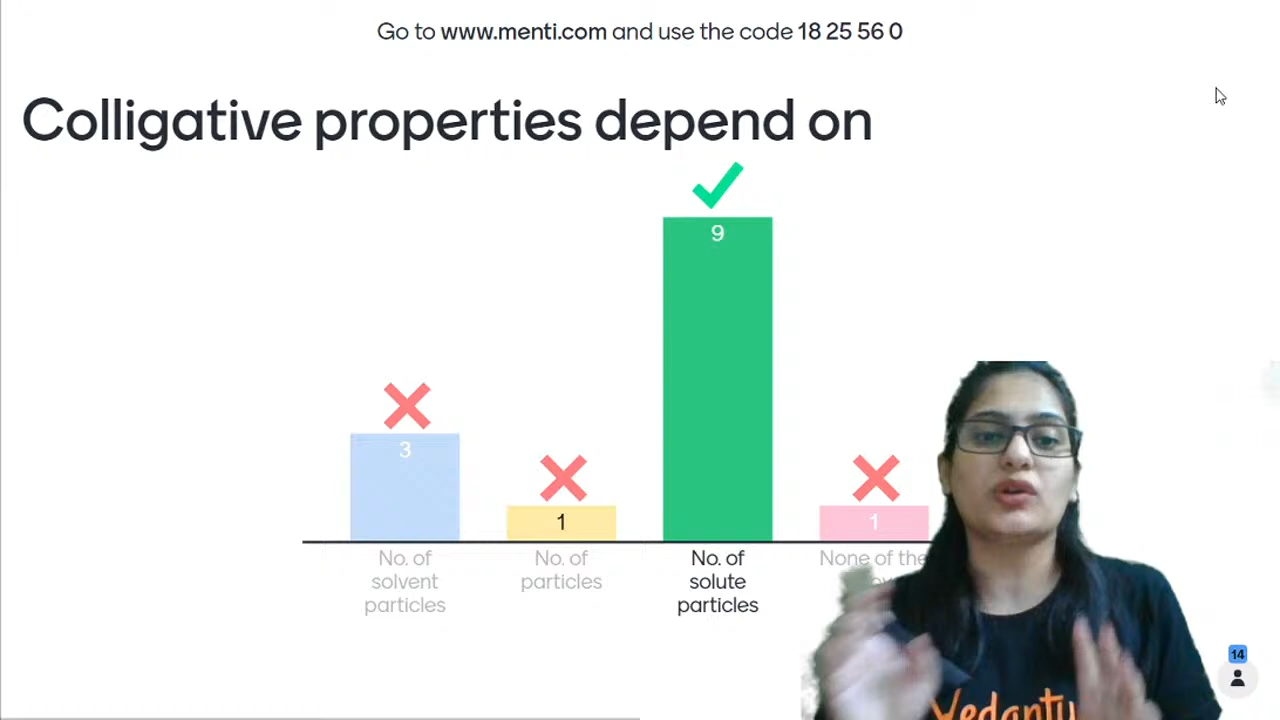 Go to www.menti.com and use the code 18 25 56 0
Colligative properties depend on
9
3
1
1
No. of
solvent
particles
No. of
particles
No. of
solute
particles
None of the
14
Vedantu